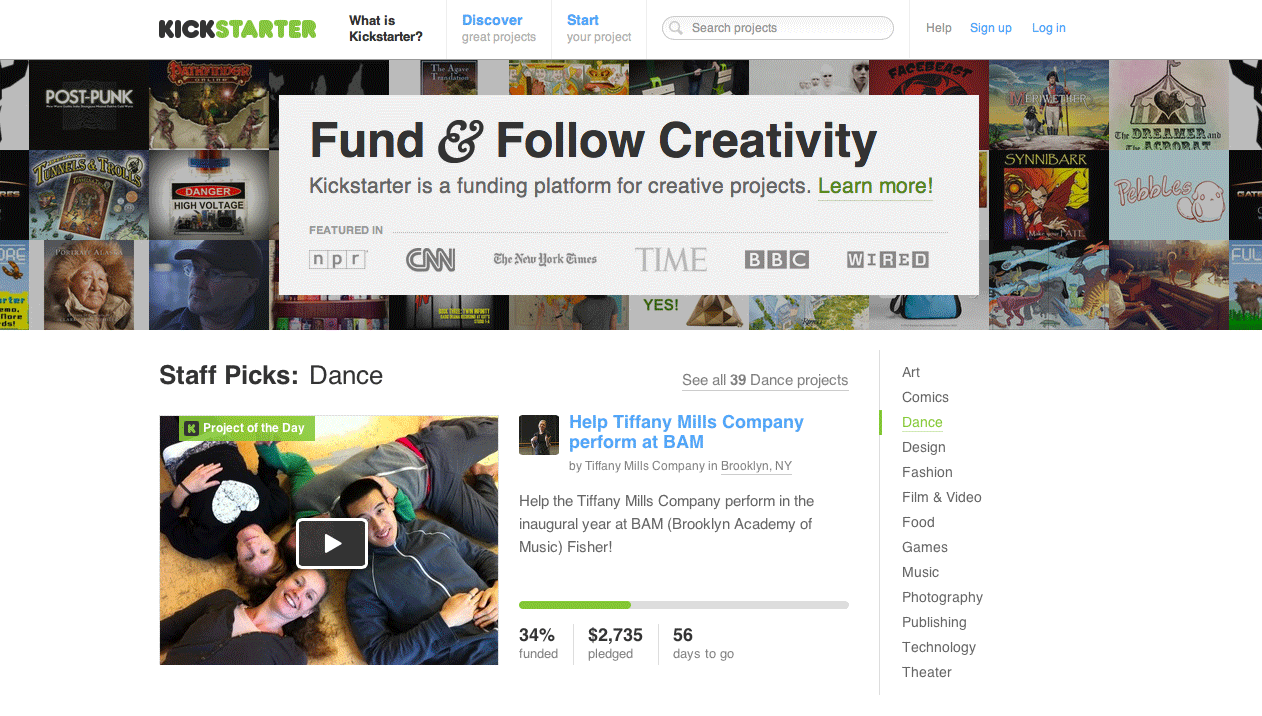 KICKSTARTER
What is
Kickstarter?
Discover
great projects
Start
your project
Search projects
Help
Sign up
Log in
POST-PUNK
PATHFINDER
ONLINE
The Agave
Translation
FACEBEAST
MERIWETHER
The DREAMER and
The ACROBAT
TUNNELS & TROLLS
DANGER
HIGH VOLTAGE
SYNNIBARR
Pebbles
Fund & Follow Creativity
Kickstarter is a funding platform for creative projects. Learn more!
FEATURED IN
npr
CNN
The New York Times
TIME
BBC
WIRED
YES!
Staff Picks: Dance
See all 39 Dance projects
Project of the Day
Help Tiffany Mills Company
perform at BAM
by Tiffany Mills Company in Brooklyn, NY
Help the Tiffany Mills Company perform in the
inaugural year at BAM (Brooklyn Academy of
Music) Fisher!
34%
funded
$2,735
pledged
56
days to go
Art
Comics
Dance
Design
Fashion
Film & Video
Food
Games
Music
Photography
Publishing
Technology
Theater